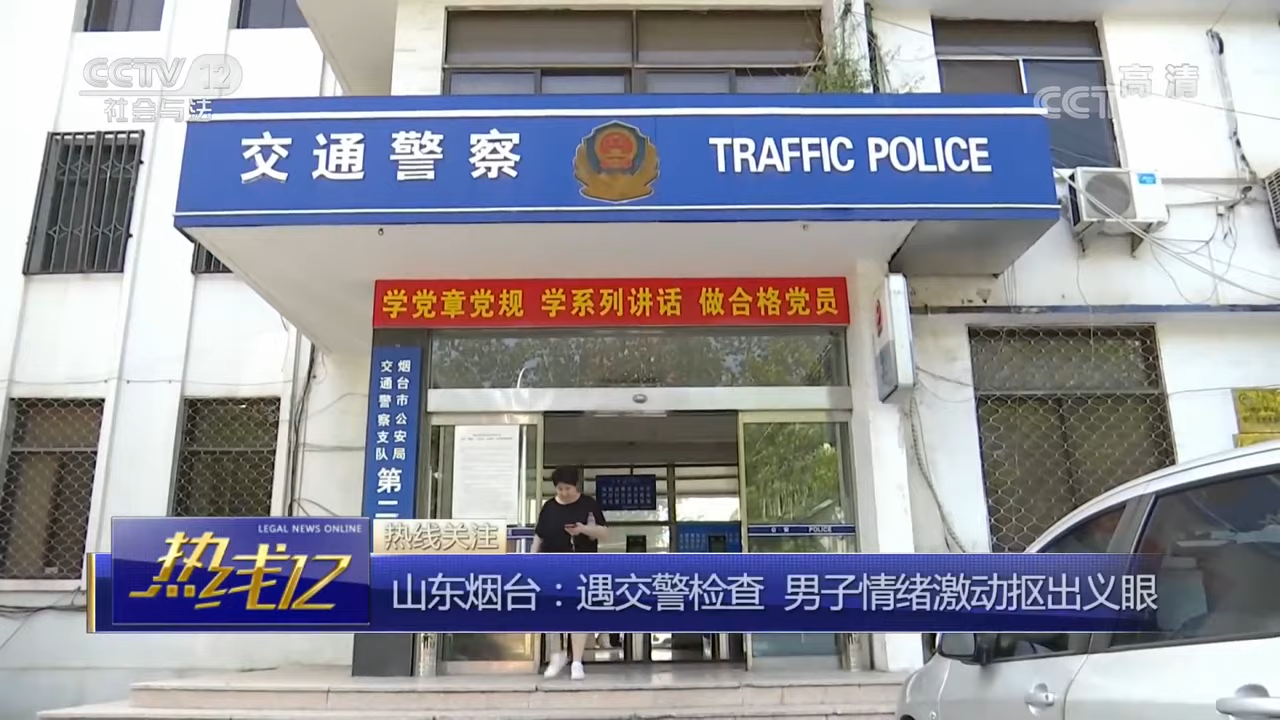 CCTV 12
社会与法
CCT
高清
交通警察
TRAFFIC POLICE
学党章党规 学系列讲话 做合格党员
烟台市公安局
交通警察支队
第二
POLICE
LEGAL NEWS ONLINE
热线12
热线关注
山东烟台：遇交警检查 男子情绪激动抠出义眼